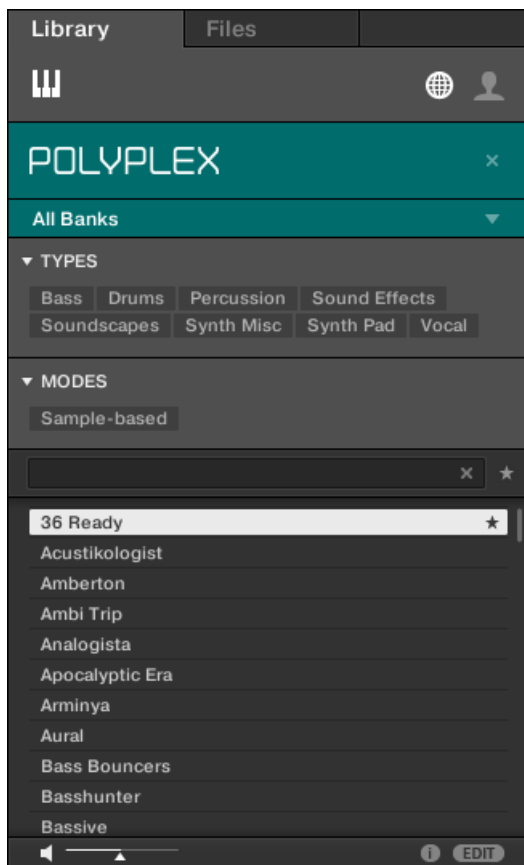 Library Files
POLYPLEX
All Banks
TYPES
Bass Drums Percussion Sound Effects
Soundscapes Synth Misc Synth Pad Vocal
MODES
Sample-based
36 Ready
Acustikologist
Amberton
Ambi Trip
Analogista
Apocalyptic Era
Arminya
Aural
Bass Bouncers
Basshunter
Bassive
i EDIT